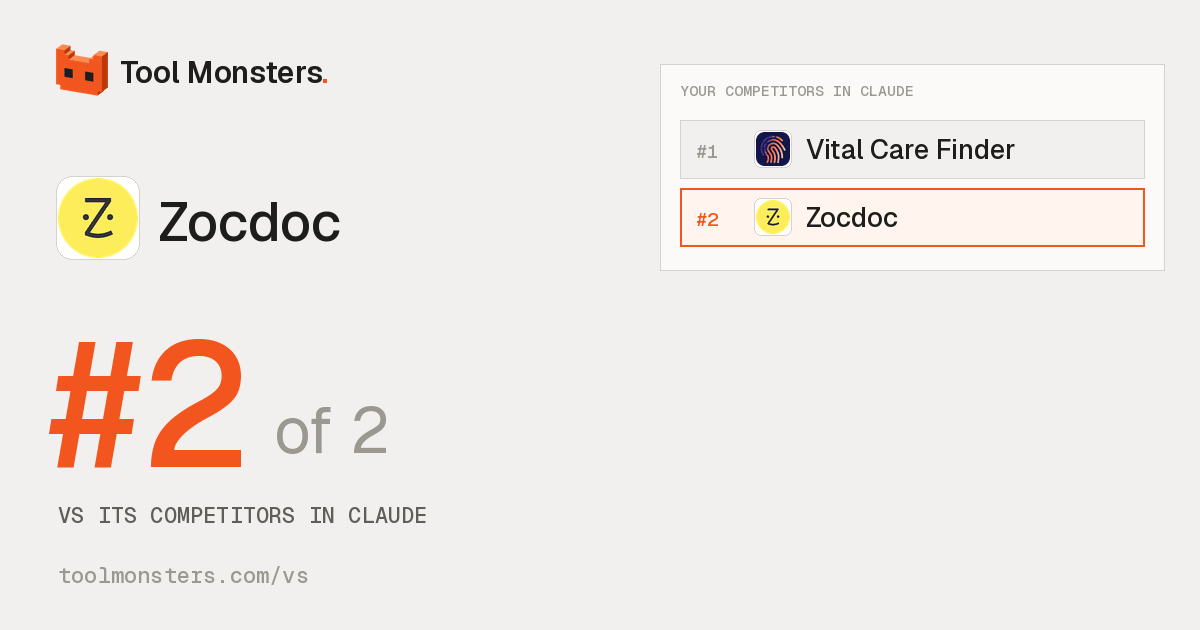 Tool Monsters.
Zocdoc
#2 of 2
VS ITS COMPETITORS IN CLAUDE
toolmonsters.com/vs
YOUR COMPETITORS IN CLAUDE
#1 Vital Care Finder
#2 Zocdoc